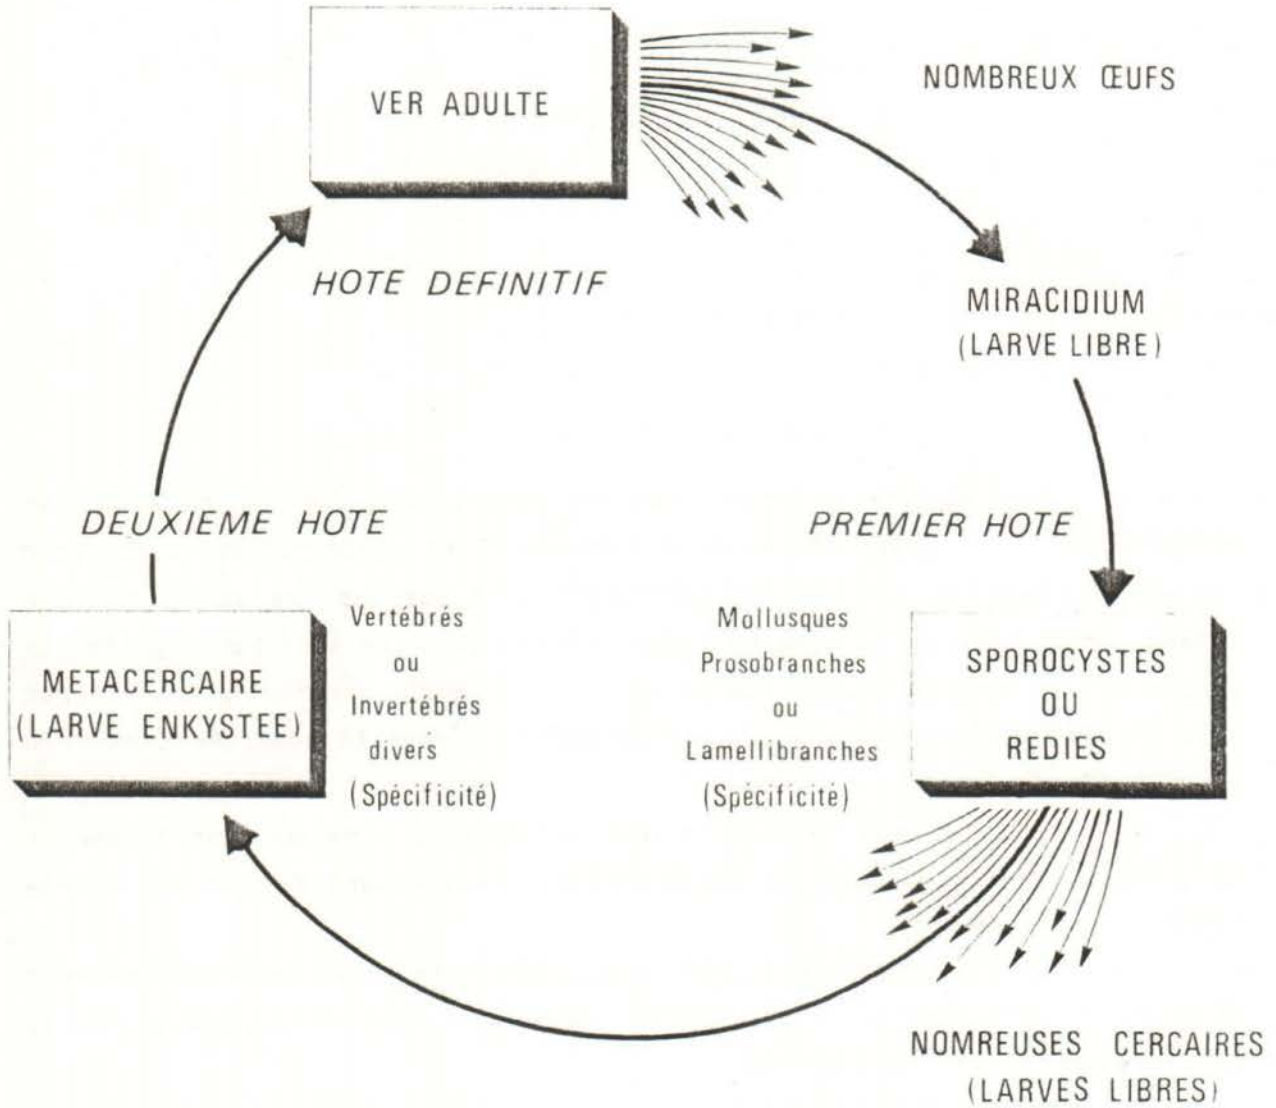 VER ADULTE
NOMBREUX ŒUFS
HOTE DEFINITIF
MIRACIDIUM
(LARVE LIBRE)
DEUXIEME HOTE
PREMIER HOTE
METACERCAIRE
(LARVE ENKYSTEE)
Vertébrés
ou
Invertébrés
divers
(Spécificité)
Mollusques
Prosobranches
ou
Lamellibranches
(Spécificité)
SPOROCYSTES
OU
REDIES
NOMREUSES CERCAIRES
(LARVES LIBRES)